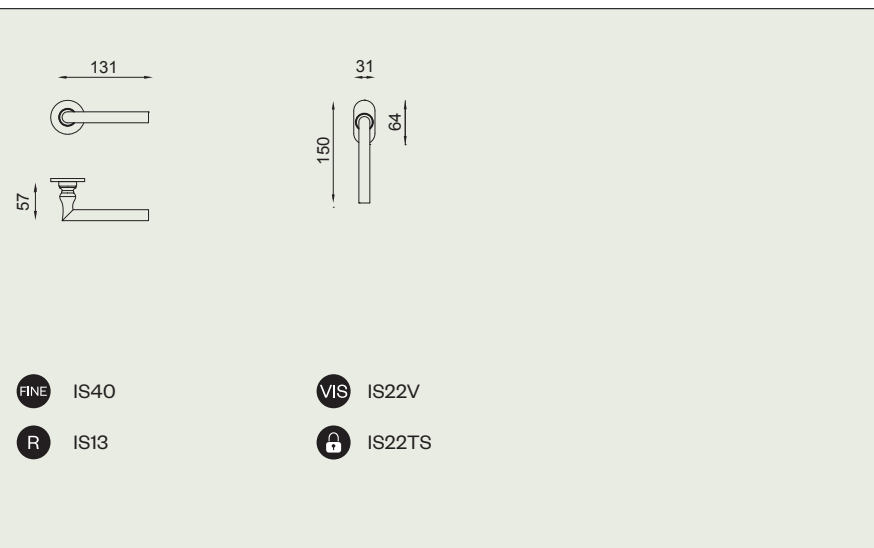 131
31
150
64
57
FINE IS40
VIS IS22V
R IS13
IS22TS